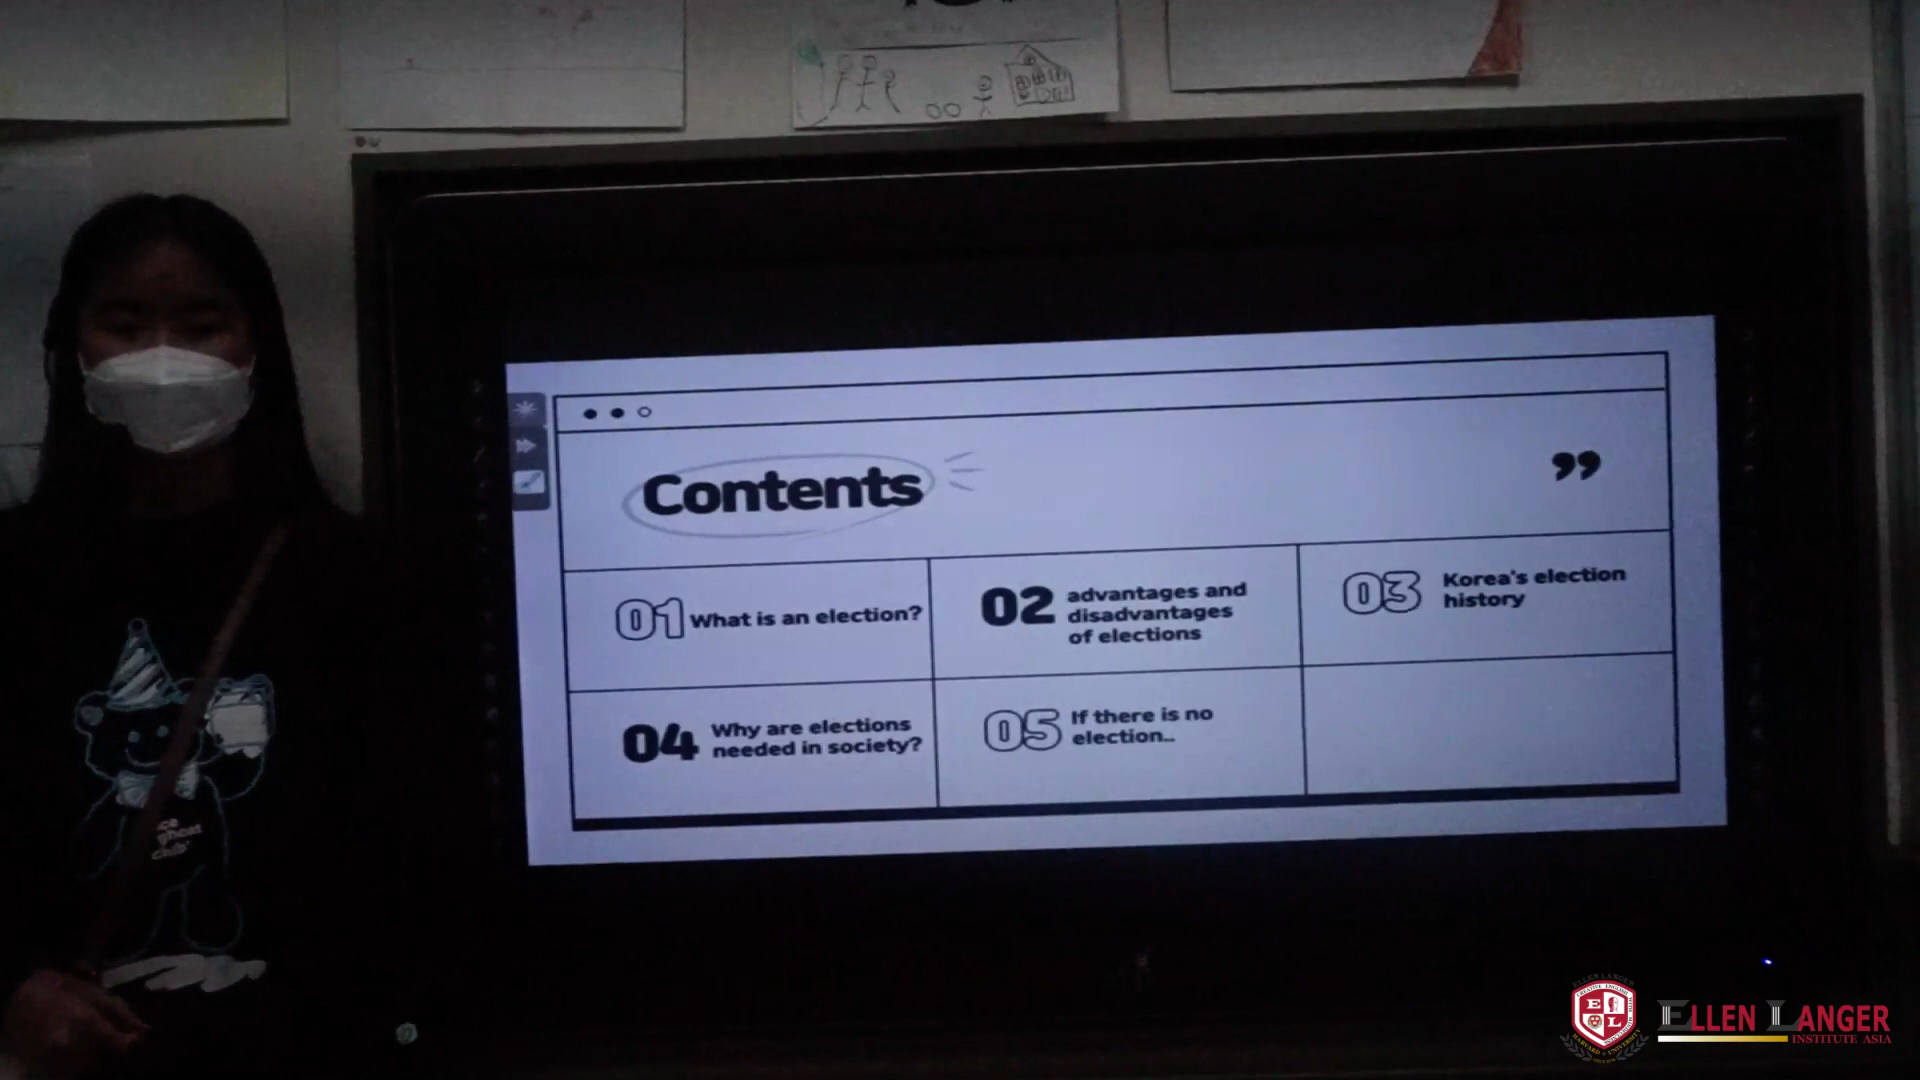 Contents
”
01 What is an election?
02 advantages and
disadvantages
of elections
03 Korea's election
history
04 Why are elections
needed in society?
05 If there is no
election..
ELLEN LANGER
INSTITUTE ASIA